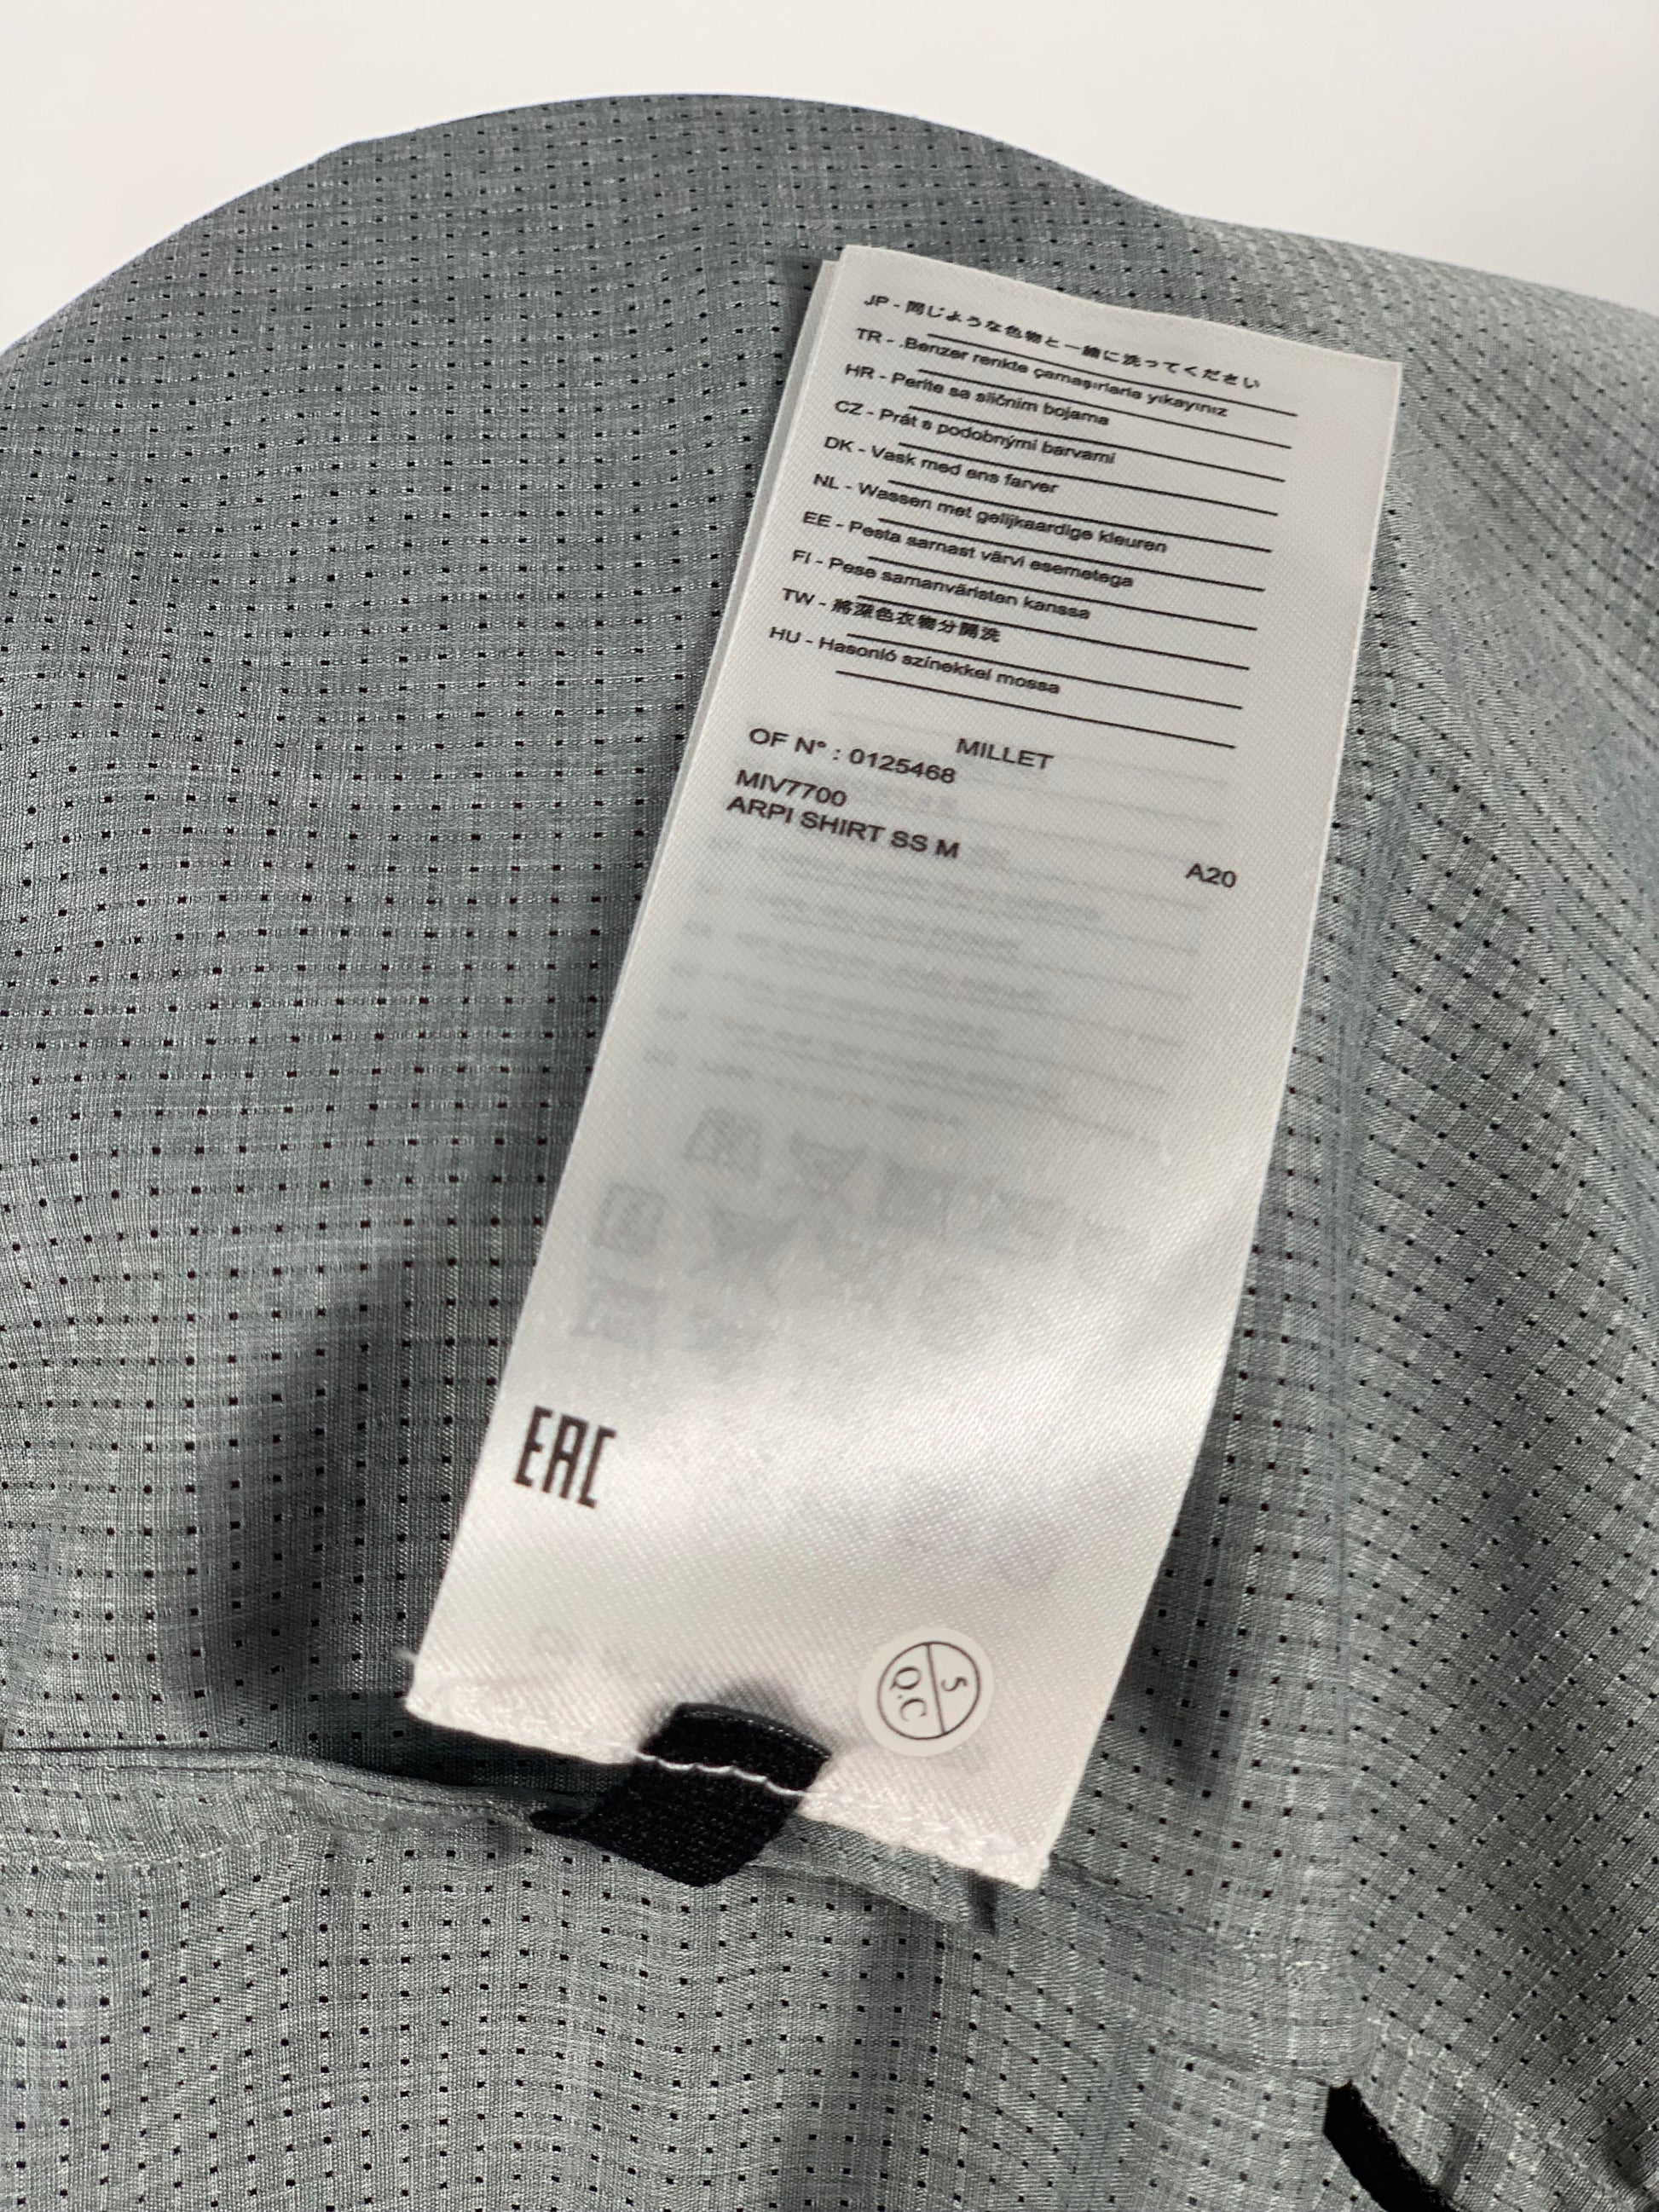 JP - 同じような色物と一緒に洗ってください
TR - .Benzer renkte çamaşırlarla yıkayınız
HR - Perite sa sličnim bojama
CZ - Prát s podobnými barvami
DK - Vask med ens farver
NL - Wassen met gelijkaardige kleuren
EE - Pesta sarnast värvi esemetega
FI - Pese samanväristen kanssa
TW - 將深色衣物分開洗
HU - Hasonló színekkel mossa
MILLET
OF N° : 0125468
MIV7700
ARPI SHIRT SS M
A20
EAC
5
Q.C